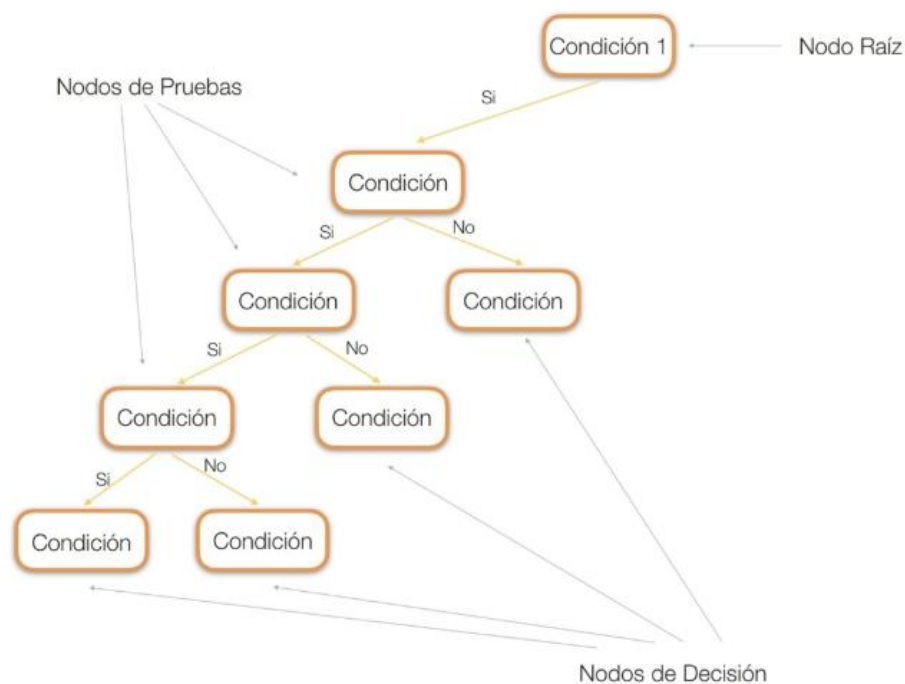 Condición 1
Nodo Raíz
Nodos de Pruebas
Si
Condición
Si
No
Condición
Condición
Si
No
Condición
Condición
Si
No
Condición
Condición
Nodos de Decisión